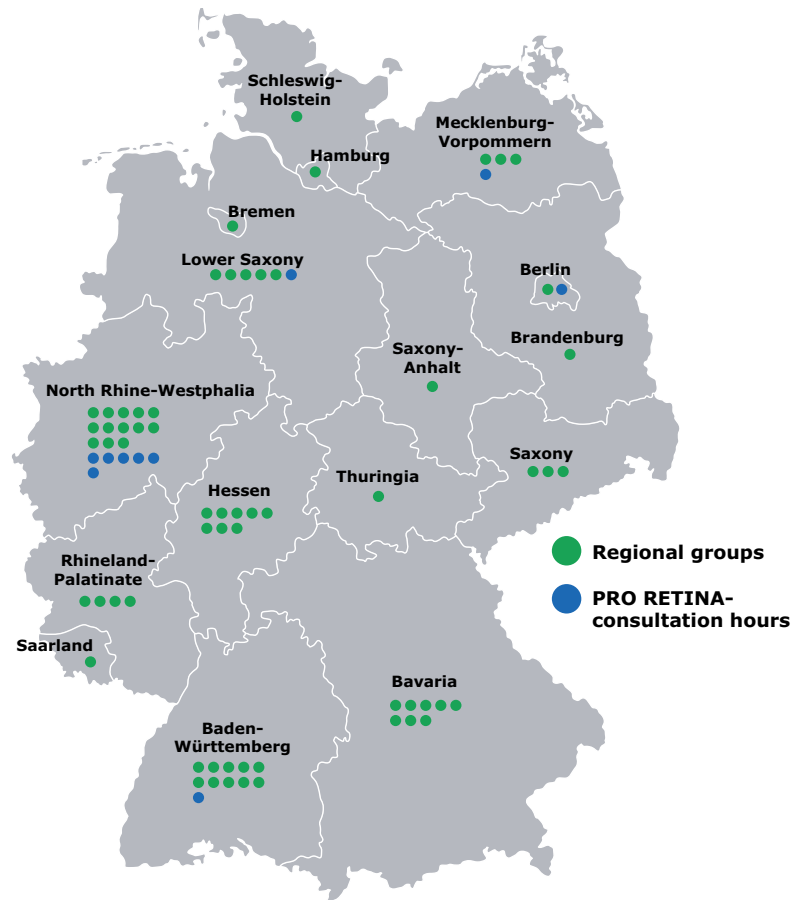 Schleswig-
Holstein
Mecklenburg-
Vorpommern
Hamburg
Bremen
Lower Saxony
Berlin
Brandenburg
Saxony-
Anhalt
North Rhine-Westphalia
Saxony
Thuringia
Hessen
Rhineland-
Palatinate
Saarland
Bavaria
Baden-
Württemberg
Regional groups
PRO RETINA-
consultation hours